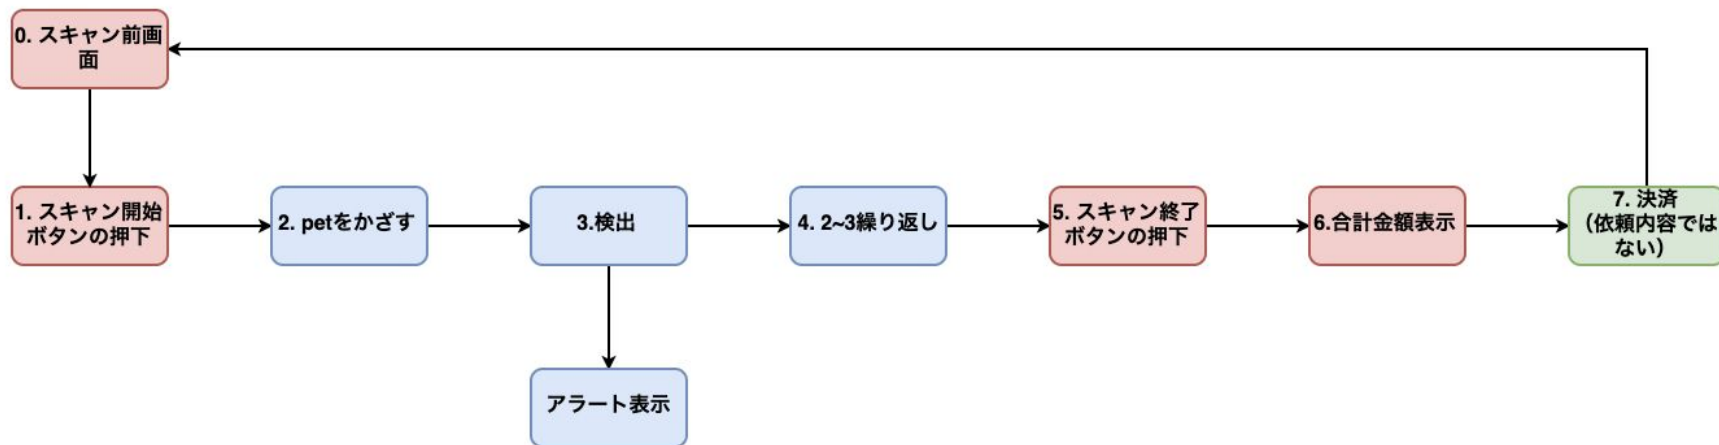 0. スキャン前画
面
1. スキャン開始
ボタンの押下
2. petをかざす
3.検出
4. 2~3繰り返し
5. スキャン終了
ボタンの押下
6.合計金額表示
7. 決済
（依頼内容では
ない）
アラート表示